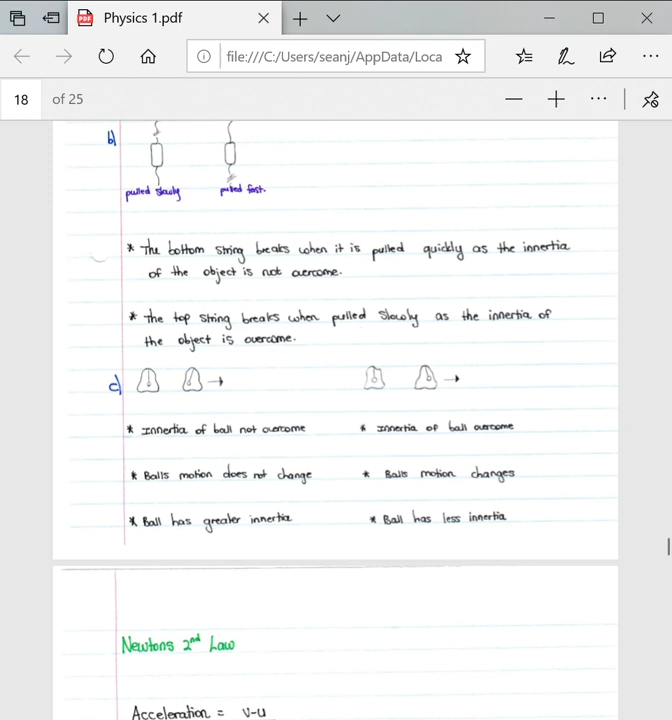 Physics 1.pdf
file:///C:/Users/seanj/AppData/Loca
18 of 25
b)
pulled slowly pulled fast.
* The bottom string breaks when it is pulled quickly as the inertia
of the object is not overcome.
* The top string breaks when pulled slowly as the inertia of
the object is overcome.
c)
* Innertia of ball not overcome * Innertia of ball overcome
* Balls motion does not change * Balls motion changes
* Ball has greater innertia * Ball has less innertia
Newtons 2nd Law
Acceleration = v-u